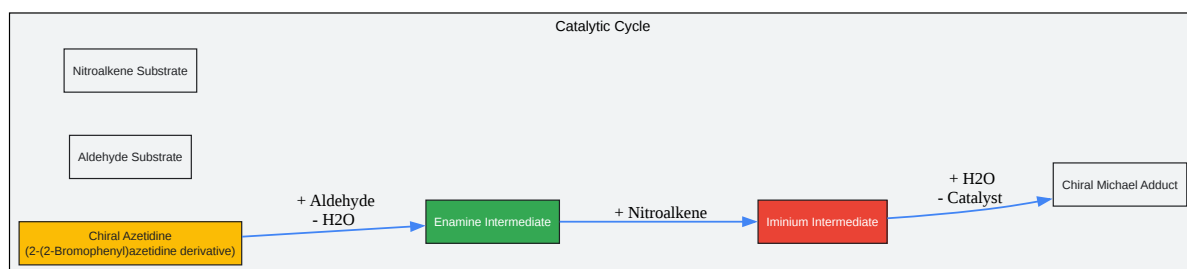 Catalytic Cycle
Nitroalkene Substrate
Aldehyde Substrate
Chiral Azetidine
(2-(2-Bromophenyl)azetidine derivative)
+ Aldehyde
- H2O
Enamine Intermediate
+ Nitroalkene
Iminium Intermediate
+ H2O
- Catalyst
Chiral Michael Adduct